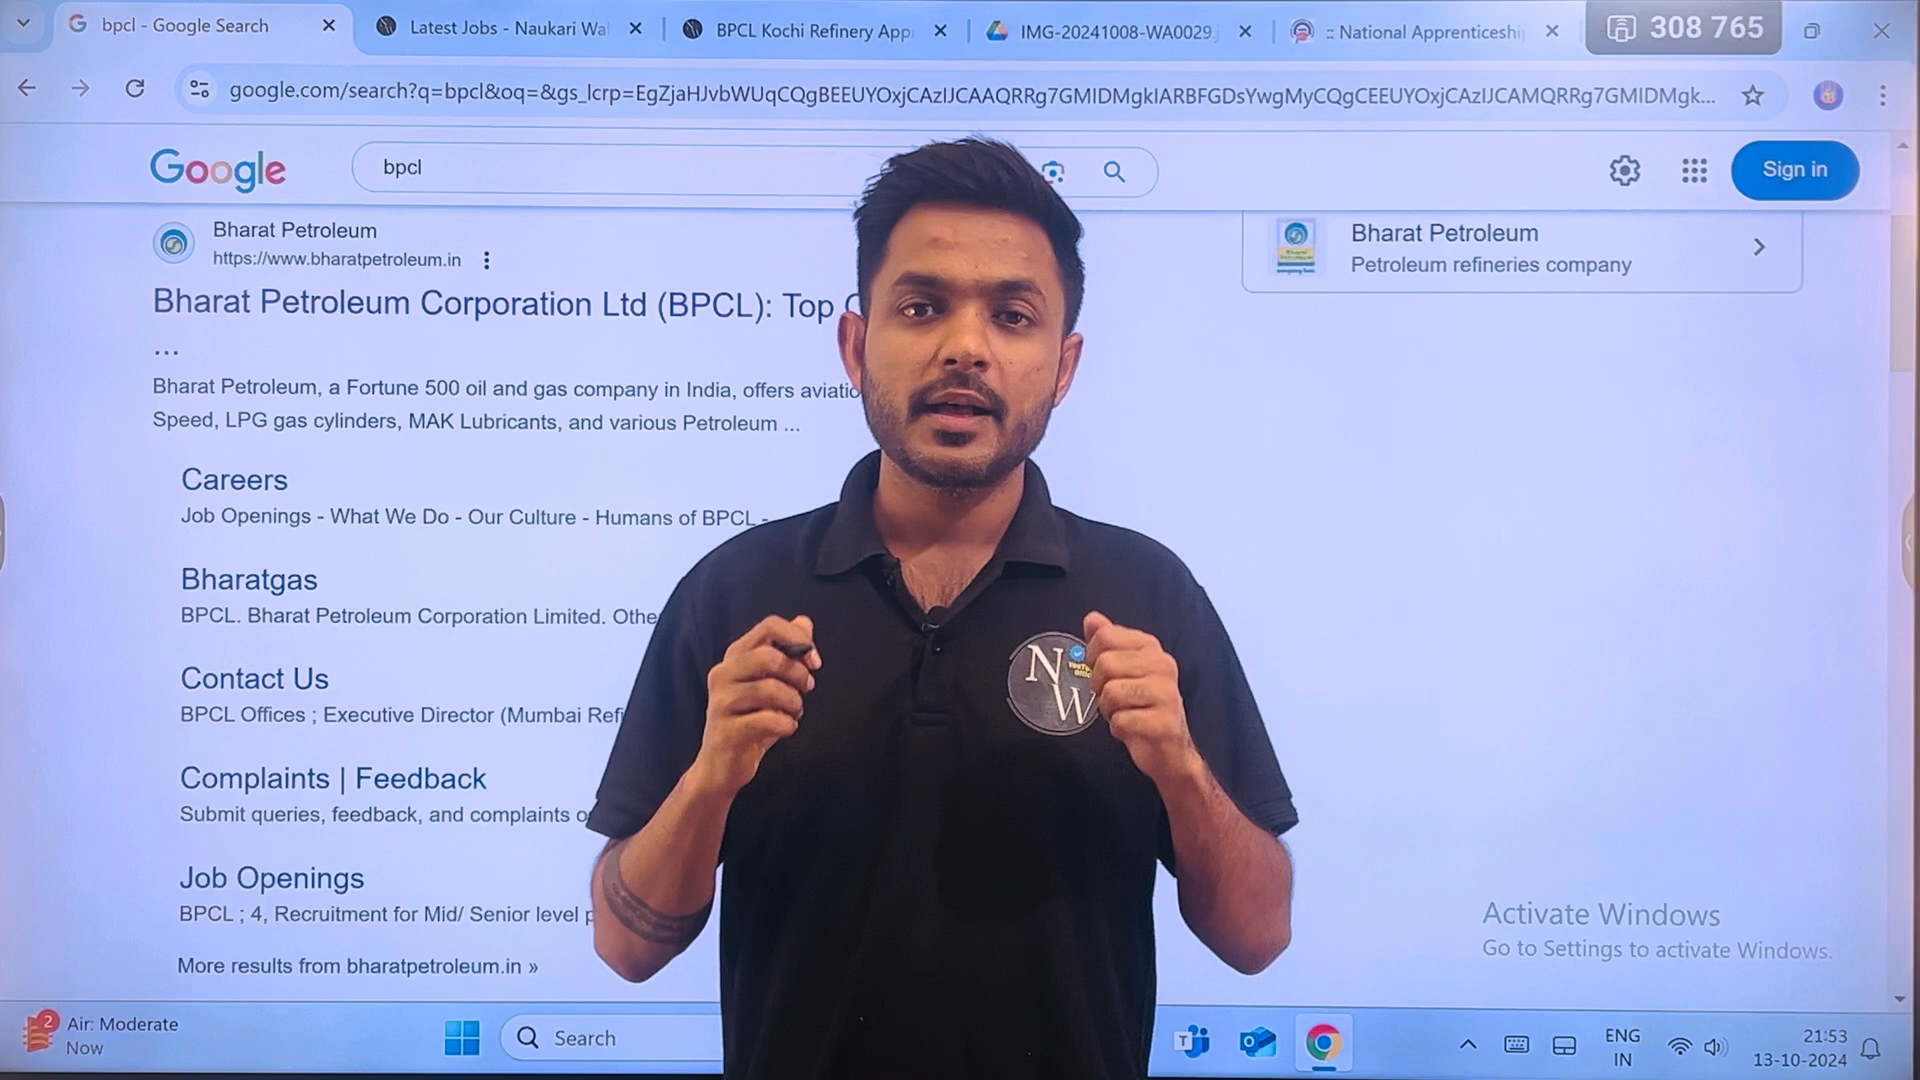 bpcl - Google Search
Latest Jobs - Naukari Wa
BPCL Kochi Refinery App
IMG-20241008-WA0029.j
:: National Apprenticeshi
308 765
google.com/search?q=bpcl&oq=&gs_lcrp=
Google
bpcl
Sign in
Bharat Petroleum
https://www.bharatpetroleum.in
Bharat Petroleum Corporation Ltd (BPCL): Top
...
Bharat Petroleum, a Fortune 500 oil and gas company in India, offers aviatio
Speed, LPG gas cylinders, MAK Lubricants, and various Petroleum ...
Bharat Petroleum
Petroleum refineries company
Careers
Job Openings - What We Do - Our Culture - Humans of BPCL -
Bharatgas
BPCL. Bharat Petroleum Corporation Limited. Othe
Contact Us
BPCL Offices ; Executive Director (Mumbai Refi
Complaints | Feedback
Submit queries, feedback, and complaints o
Job Openings
BPCL ; 4, Recruitment for Mid/ Senior level p
More results from bharatpetroleum.in »
NW
Activate Windows
Go to Settings to activate Windows.
2
Air: Moderate
Now
Search
ENG
IN
21:53
13-10-2024